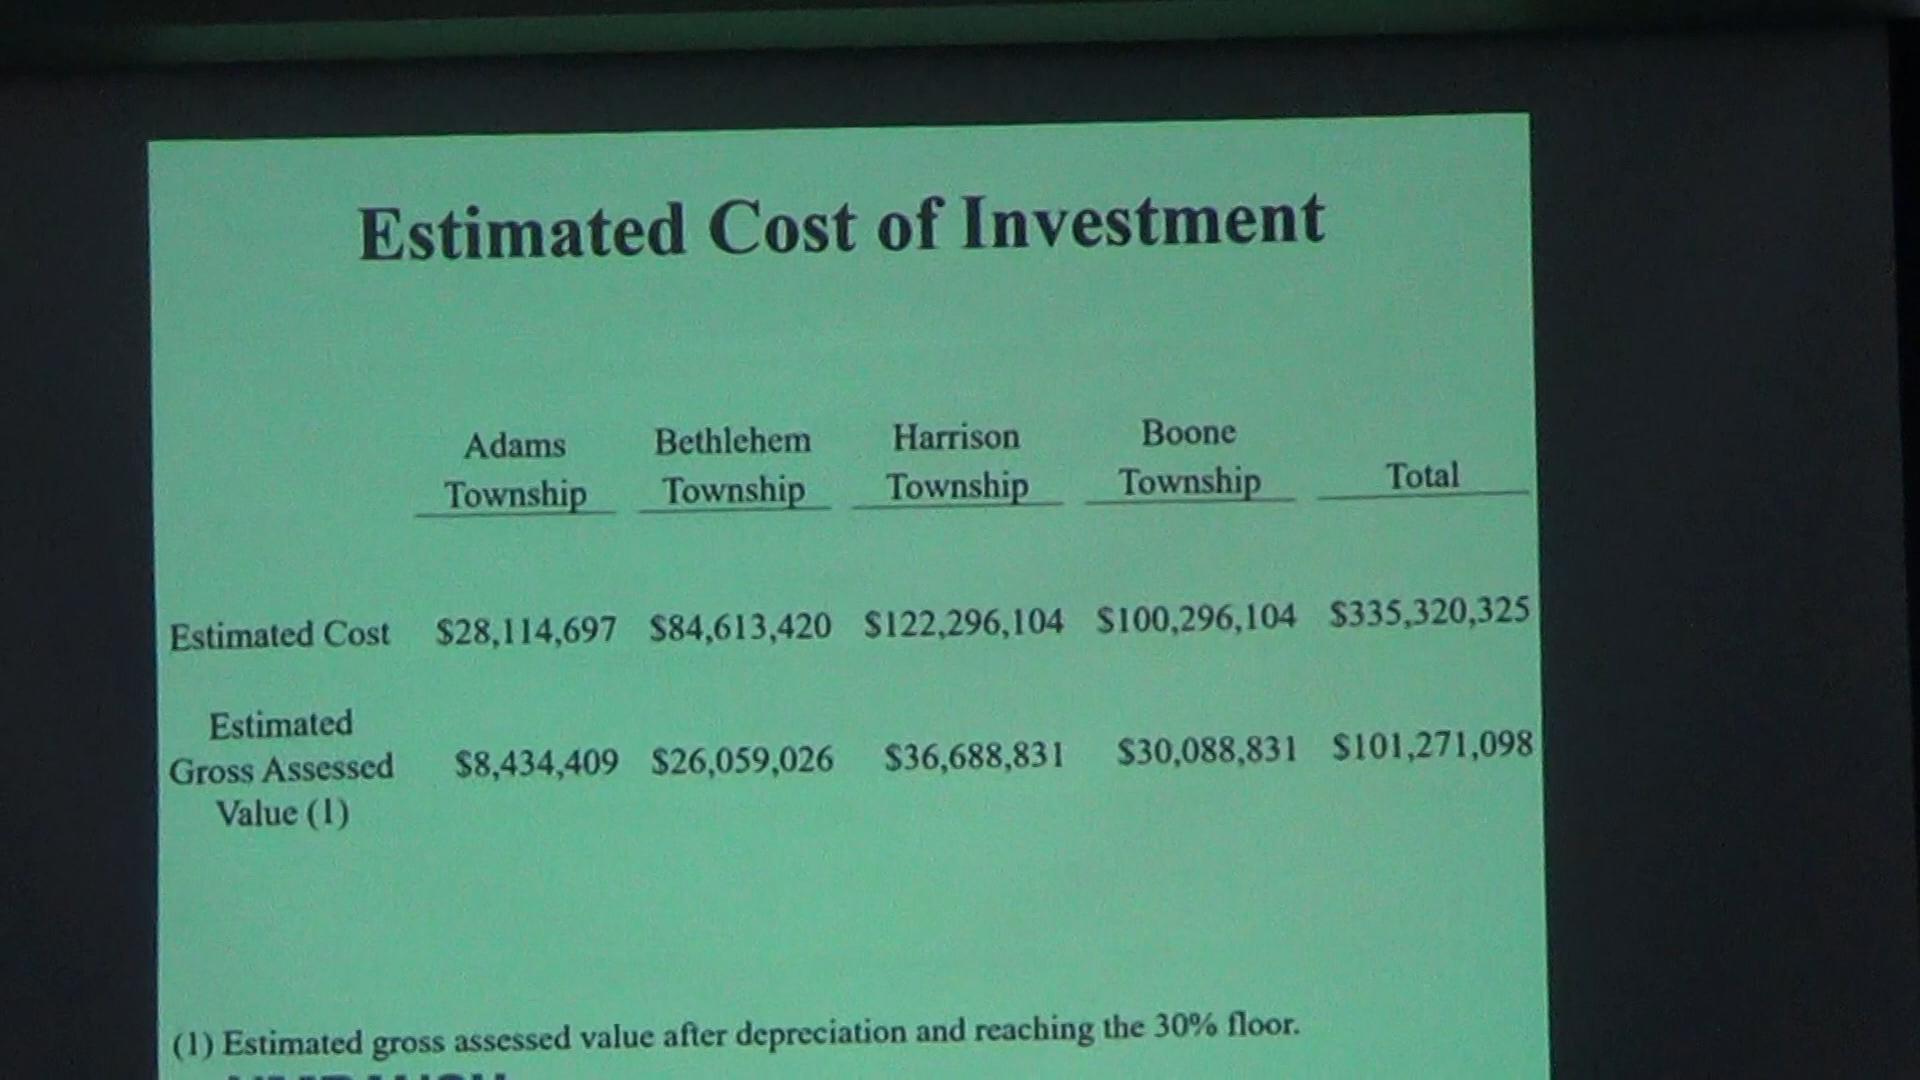 Estimated Cost of Investment
Adams Township Bethlehem Township Harrison Township Boone Township Total
Estimated Cost $28,114,697 $84,613,420 $122,296,104 $100,296,104 $335,320,325
Estimated Gross Assessed Value (1) $8,434,409 $26,059,026 $36,688,831 $30,088,831 $101,271,098
(1) Estimated gross assessed value after depreciation and reaching the 30% floor.